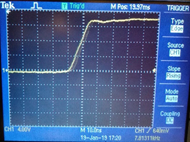 Tek Trig'd M Pos: 13.97ms TRIGGER
Type
Edge
Source
CH1
Slope
Rising
Mode
Auto
Coupling
DC
CH1 4.00V M 10.0ms CH1 / 640mV
19-Jan-13 17:20